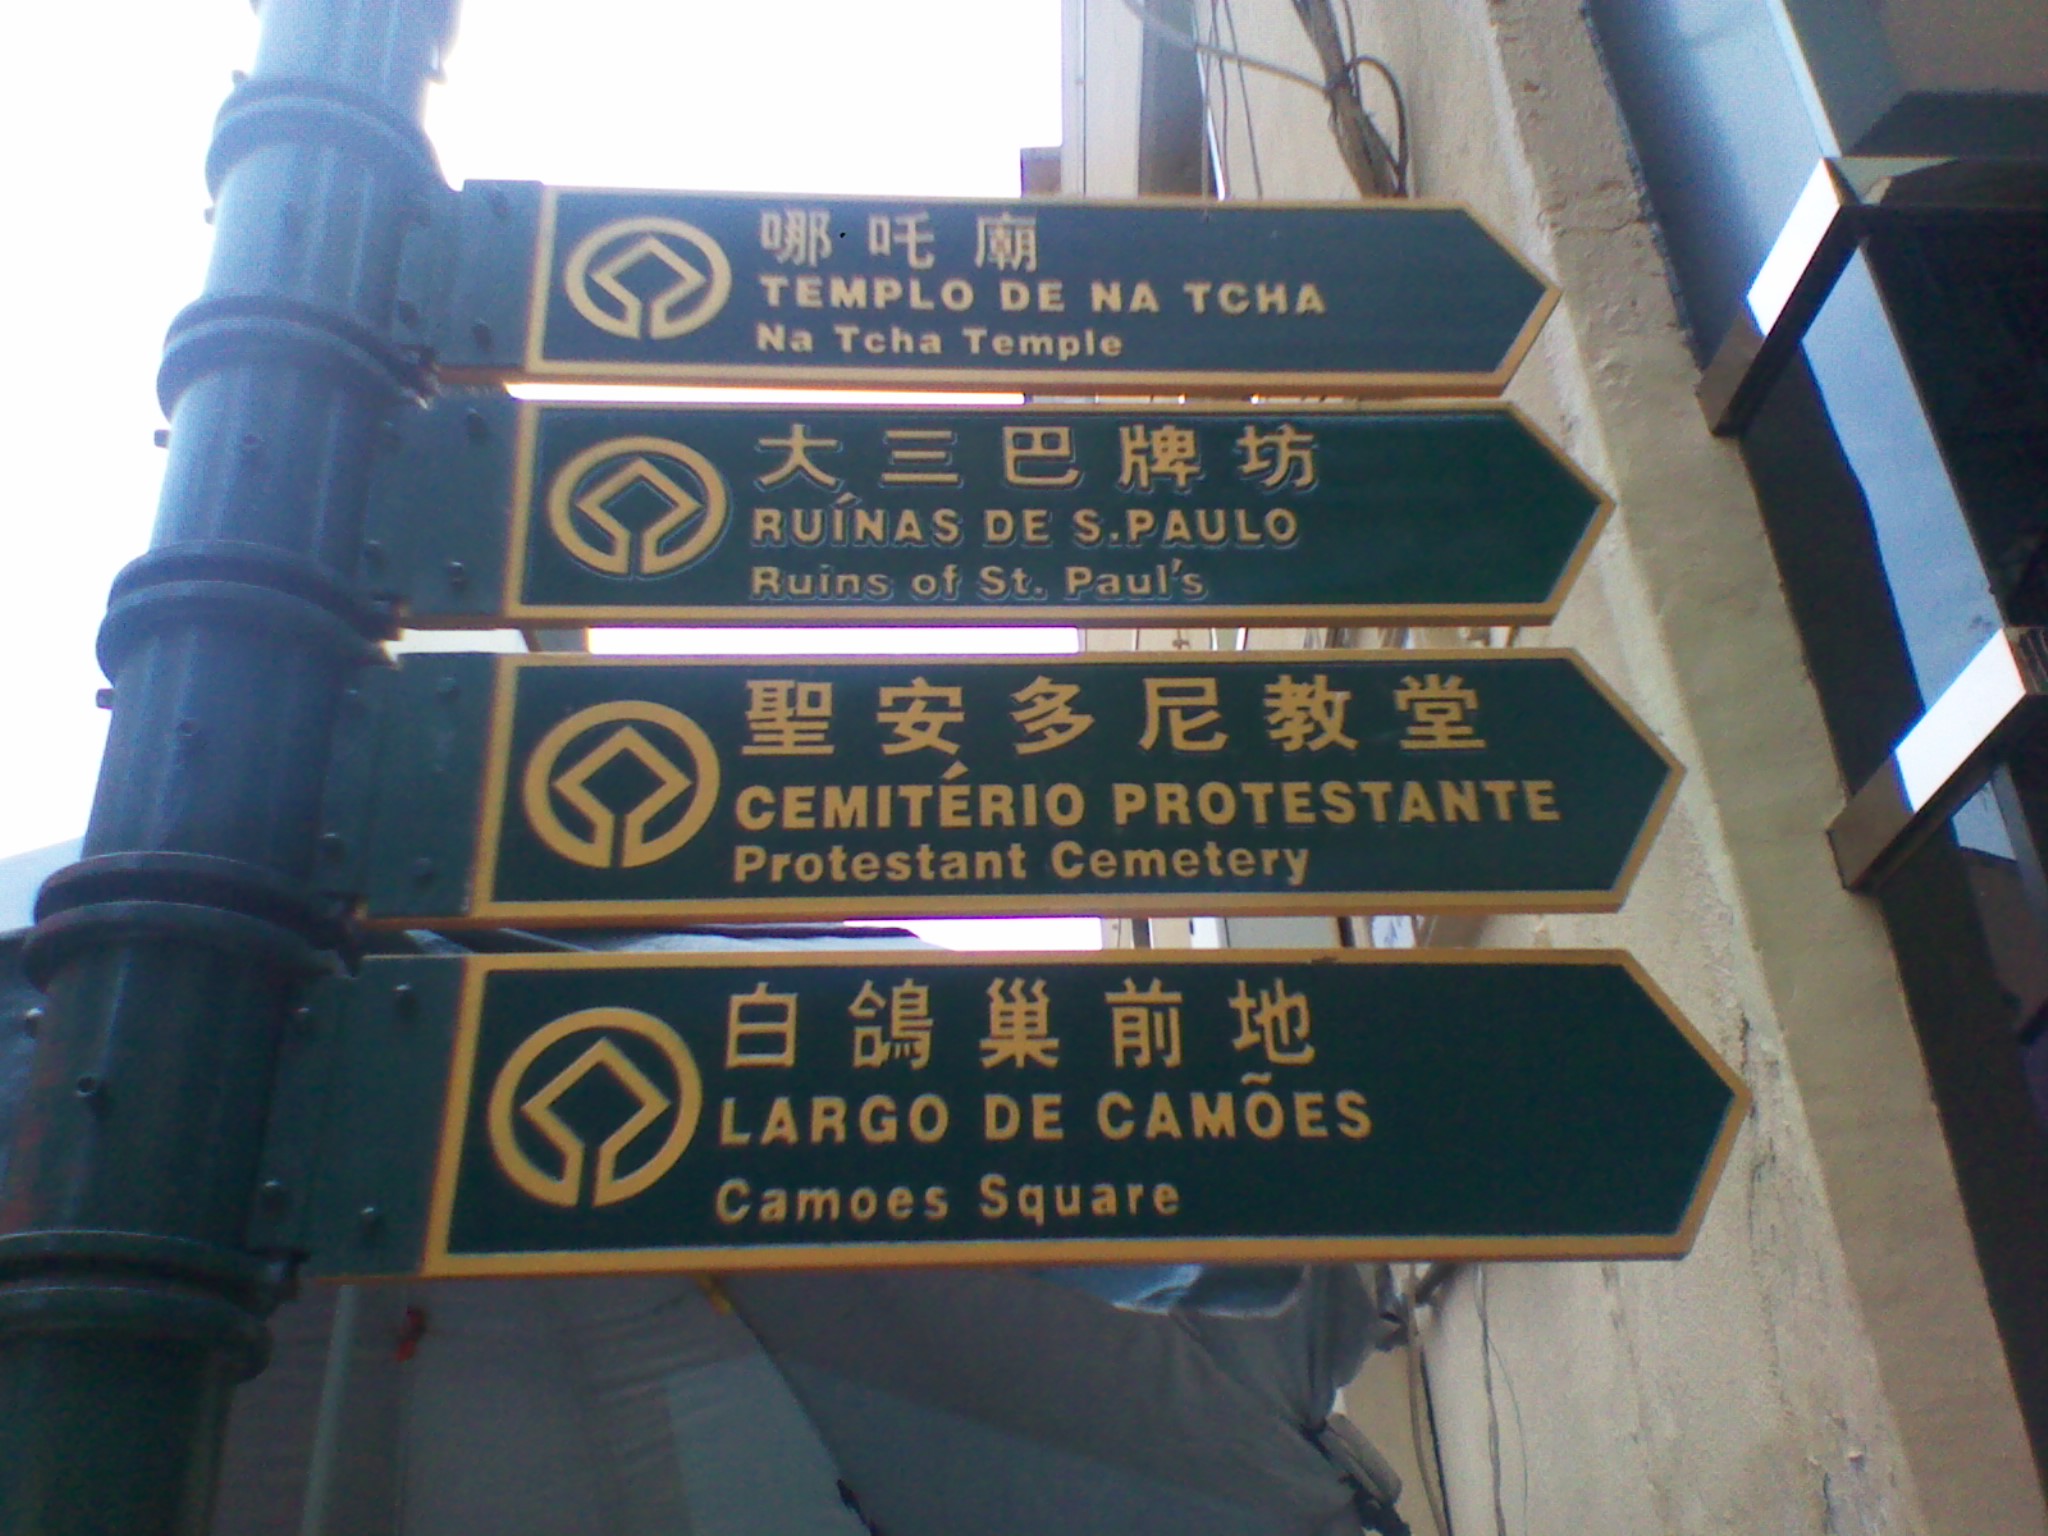 哪吒廟
TEMPLO DE NA TCHA
Na Tcha Temple
大三巴牌坊
RUÍNAS DE S.PAULO
Ruins of St. Paul's
聖安多尼教堂
CEMITÉRIO PROTESTANTE
Protestant Cemetery
白鴿巢前地
LARGO DE CAMÕES
Camoes Square